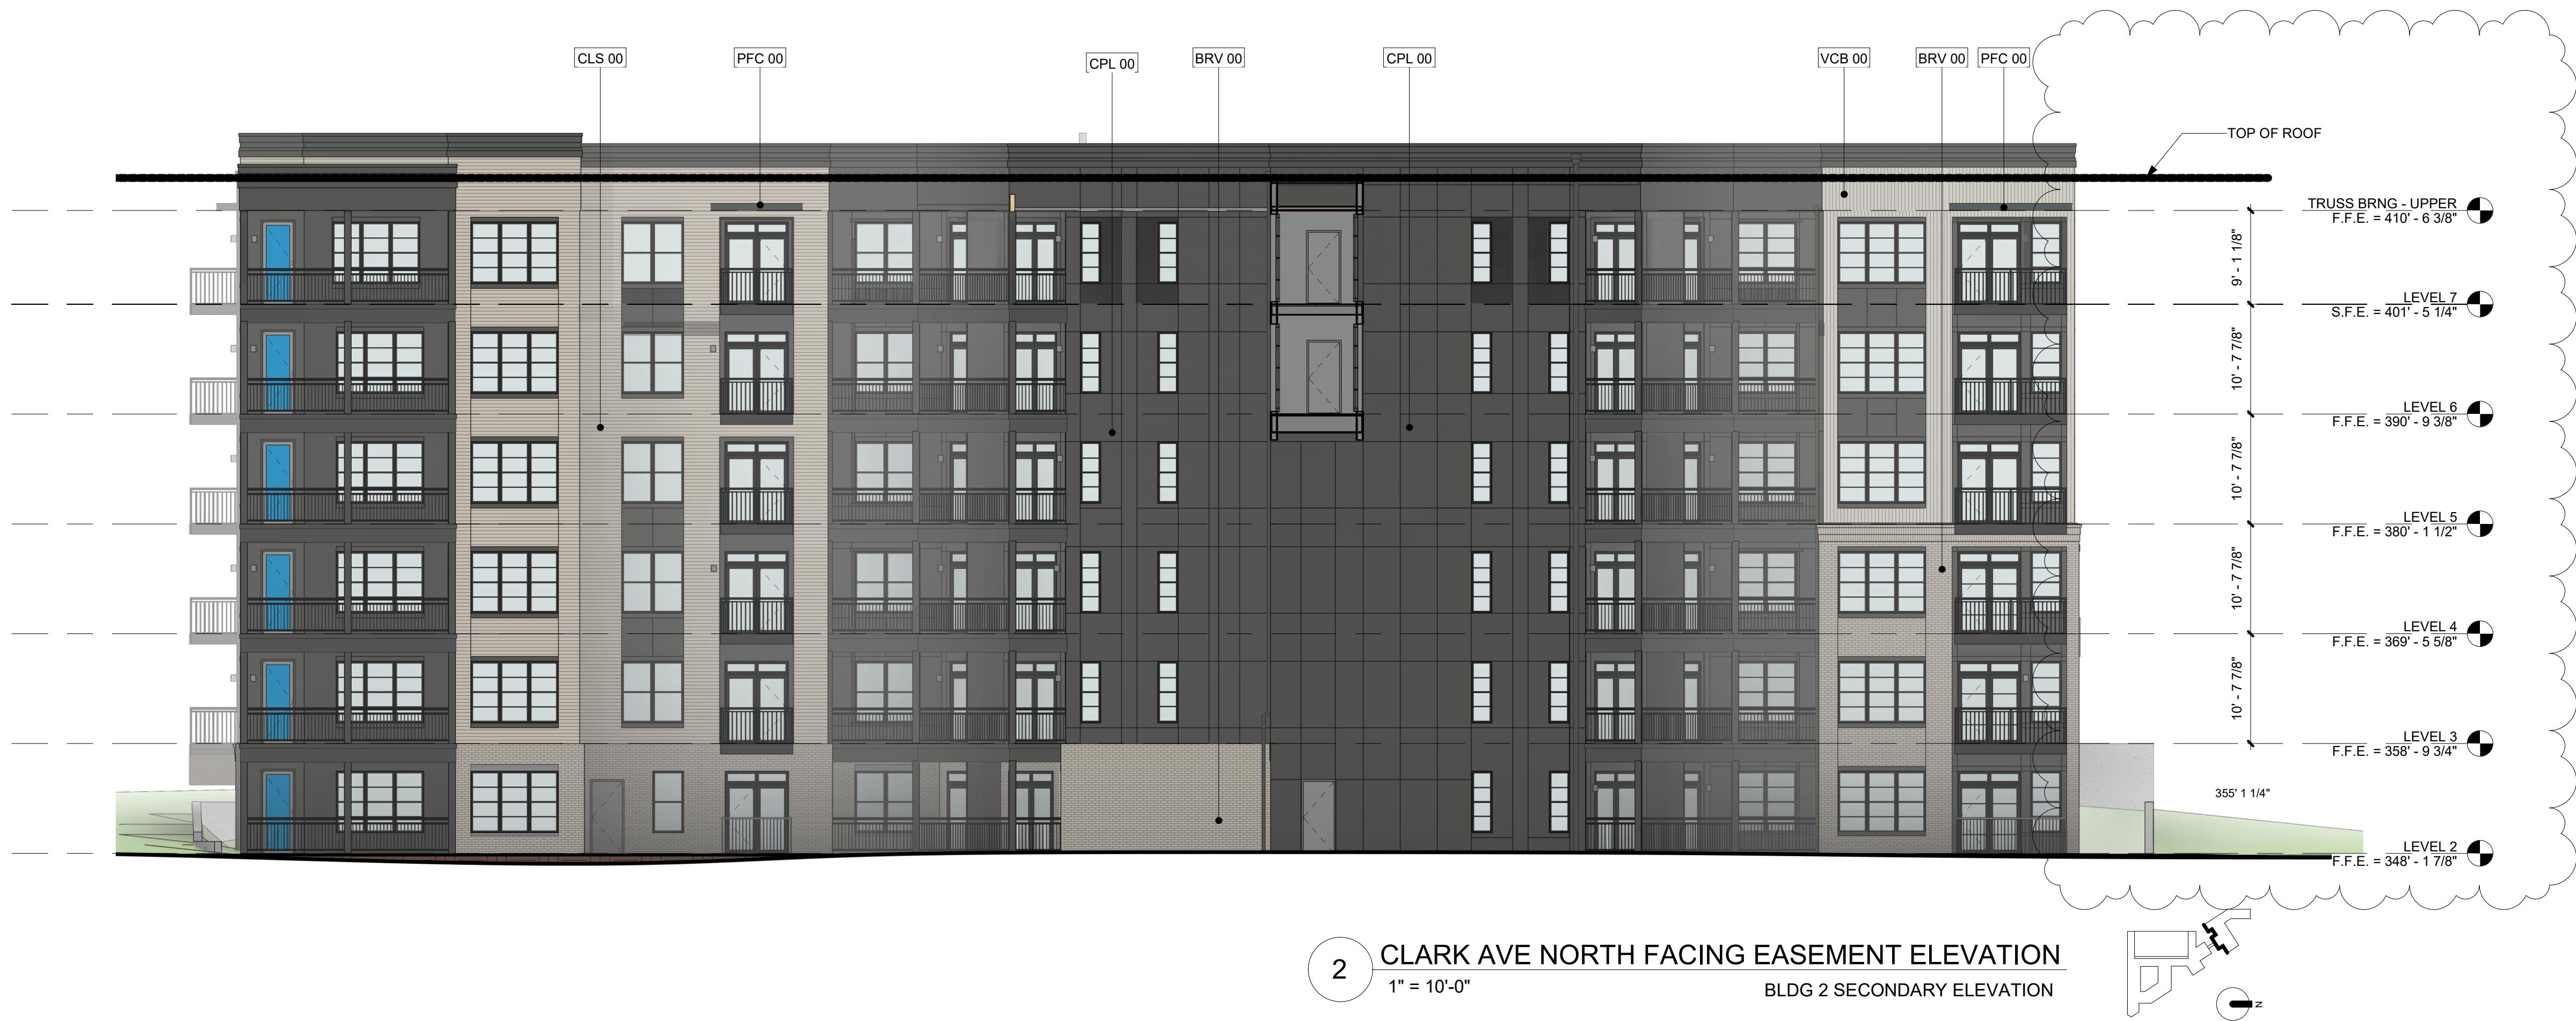 CLS 00
PFC 00
CPL 00
BRV 00
CPL 00
VCB 00
BRV 00
PFC 00
TOP OF ROOF
TRUSS BRNG - UPPER
F.F.E. = 410' - 6 3/8"
9' - 1 1/8"
LEVEL 7
S.F.E. = 401' - 5 1/4"
10' - 7 7/8"
LEVEL 6
F.F.E. = 390' - 9 3/8"
10' - 7 7/8"
LEVEL 5
F.F.E. = 380' - 1 1/2"
10' - 7 7/8"
LEVEL 4
F.F.E. = 369' - 5 5/8"
10' - 7 7/8"
LEVEL 3
F.F.E. = 358' - 9 3/4"
355' 1 1/4"
LEVEL 2
F.F.E. = 348' - 1 7/8"
2
CLARK AVE NORTH FACING EASEMENT ELEVATION
1" = 10'-0"
BLDG 2 SECONDARY ELEVATION
N